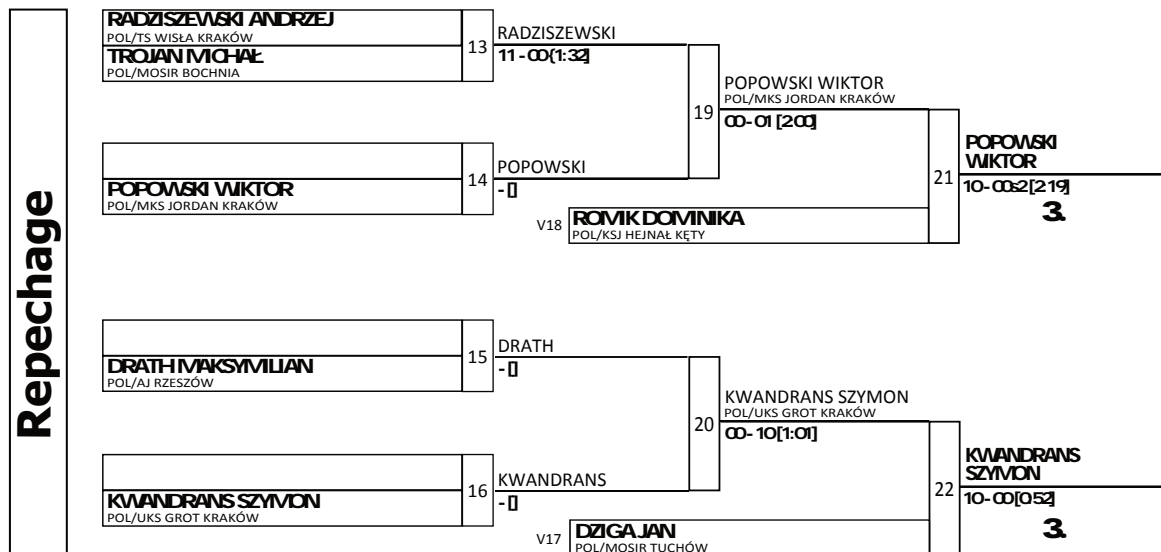 Repechage
RADZISZEWSKI ANDRZEJ
POL/TS WISŁA KRAKÓW
TROJAN MICHAŁ
POL/MOSIR BOCHNIA
13
RADZISZEWSKI
11 - 00 {1:32]
POPOWSKI WIKTOR
POL/MKS JORDAN KRAKÓW
14
POPOWSKI
- []
19
POPOWSKI WIKTOR
POL/MKS JORDAN KRAKÓW
00 - 01 [2:00]
V18
ROMIK DOMINIKA
POL/KSJ HEJNAŁ KĘTY
21
POPOWSKI
WIKTOR
10 - 00s2 [2:19]
3.
DRATH MAKSYMILIAN
POL/AJ RZESZÓW
15
DRATH
- []
KWANDRANS SZYMON
POL/UKS GROT KRAKÓW
16
KWANDRANS
- []
20
KWANDRANS SZYMON
POL/UKS GROT KRAKÓW
00 - 10 [1:01]
V17
DZIGA JAN
POL/MOSIR TUCHÓW
22
KWANDRANS
SZYMON
10 - 00 [0:52]
3.